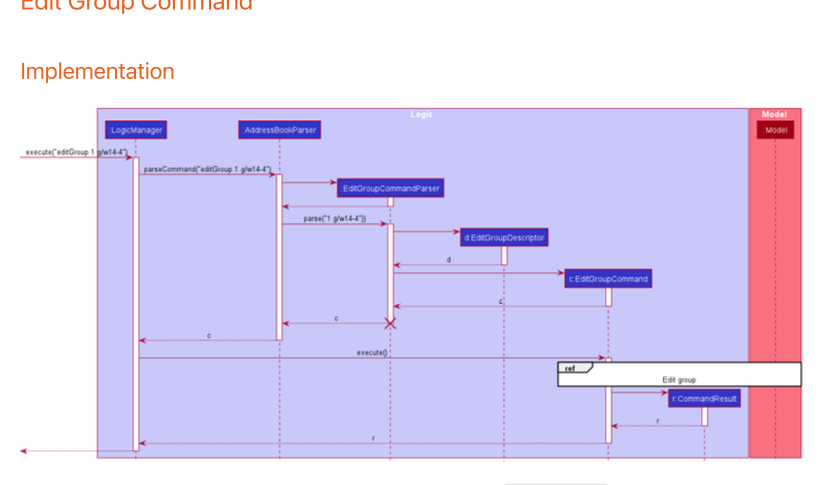 Edit Group Command
Implementation
Logic
Model
:LogicManager
:AddressBookParser
:Model
execute("editGroup 1 g/w14-4")
parseCommand("editGroup 1 g/w14-4")
:EditGroupCommandParser
parse("1 g/w14-4"))
d:EditGroupDescriptor
d
c:EditGroupCommand
c
c
c
execute()
ref
Edit group
r:CommandResult
r
r